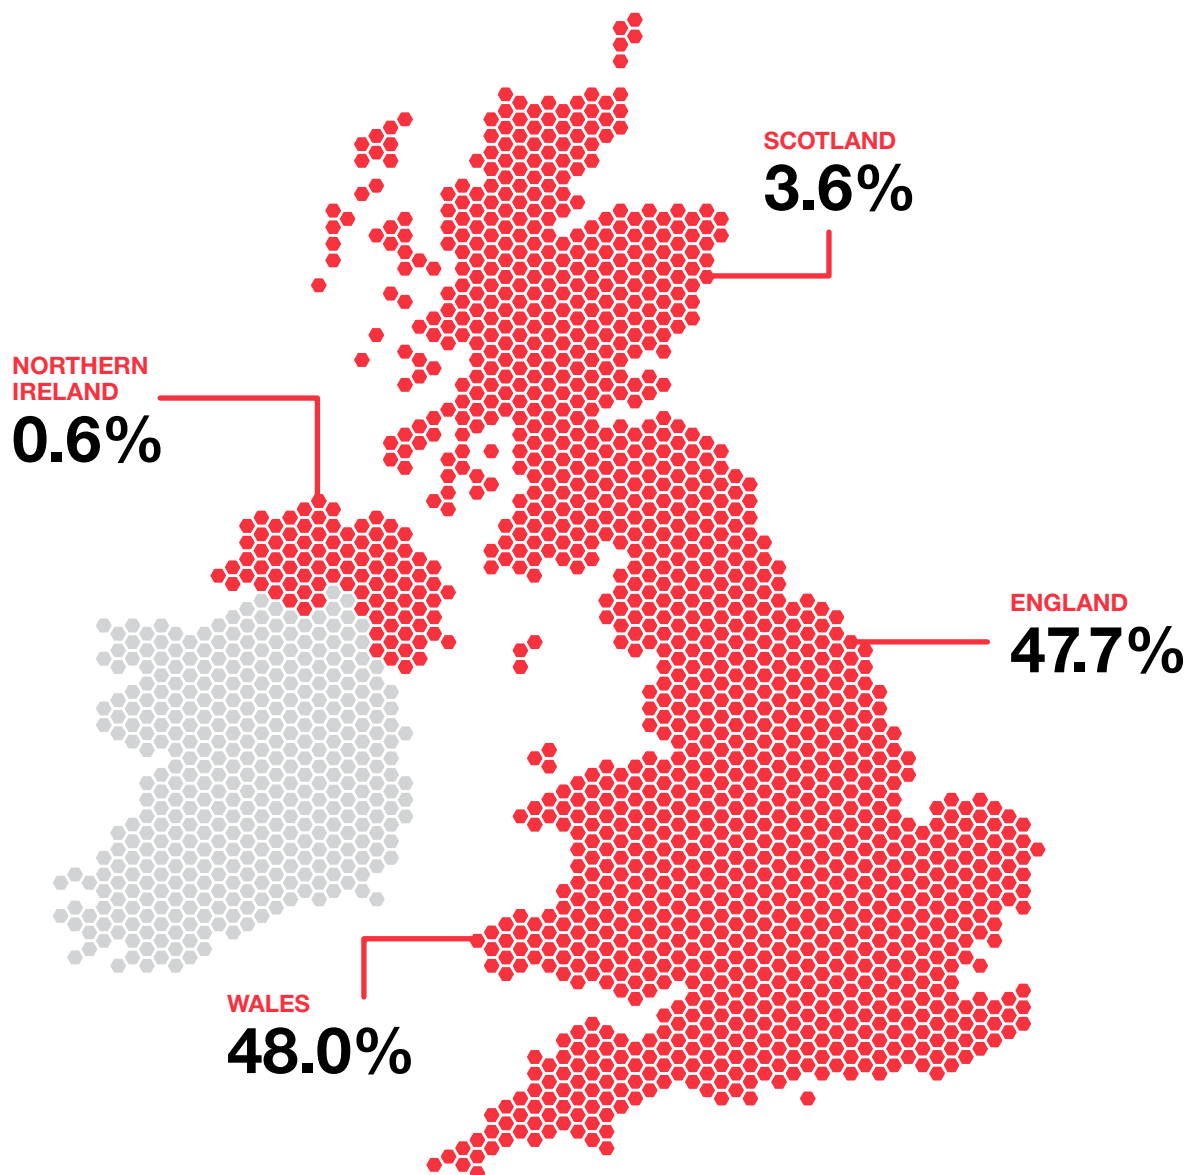 SCOTLAND
3.6%
NORTHERN
IRELAND
0.6%
ENGLAND
47.7%
WALES
48.0%